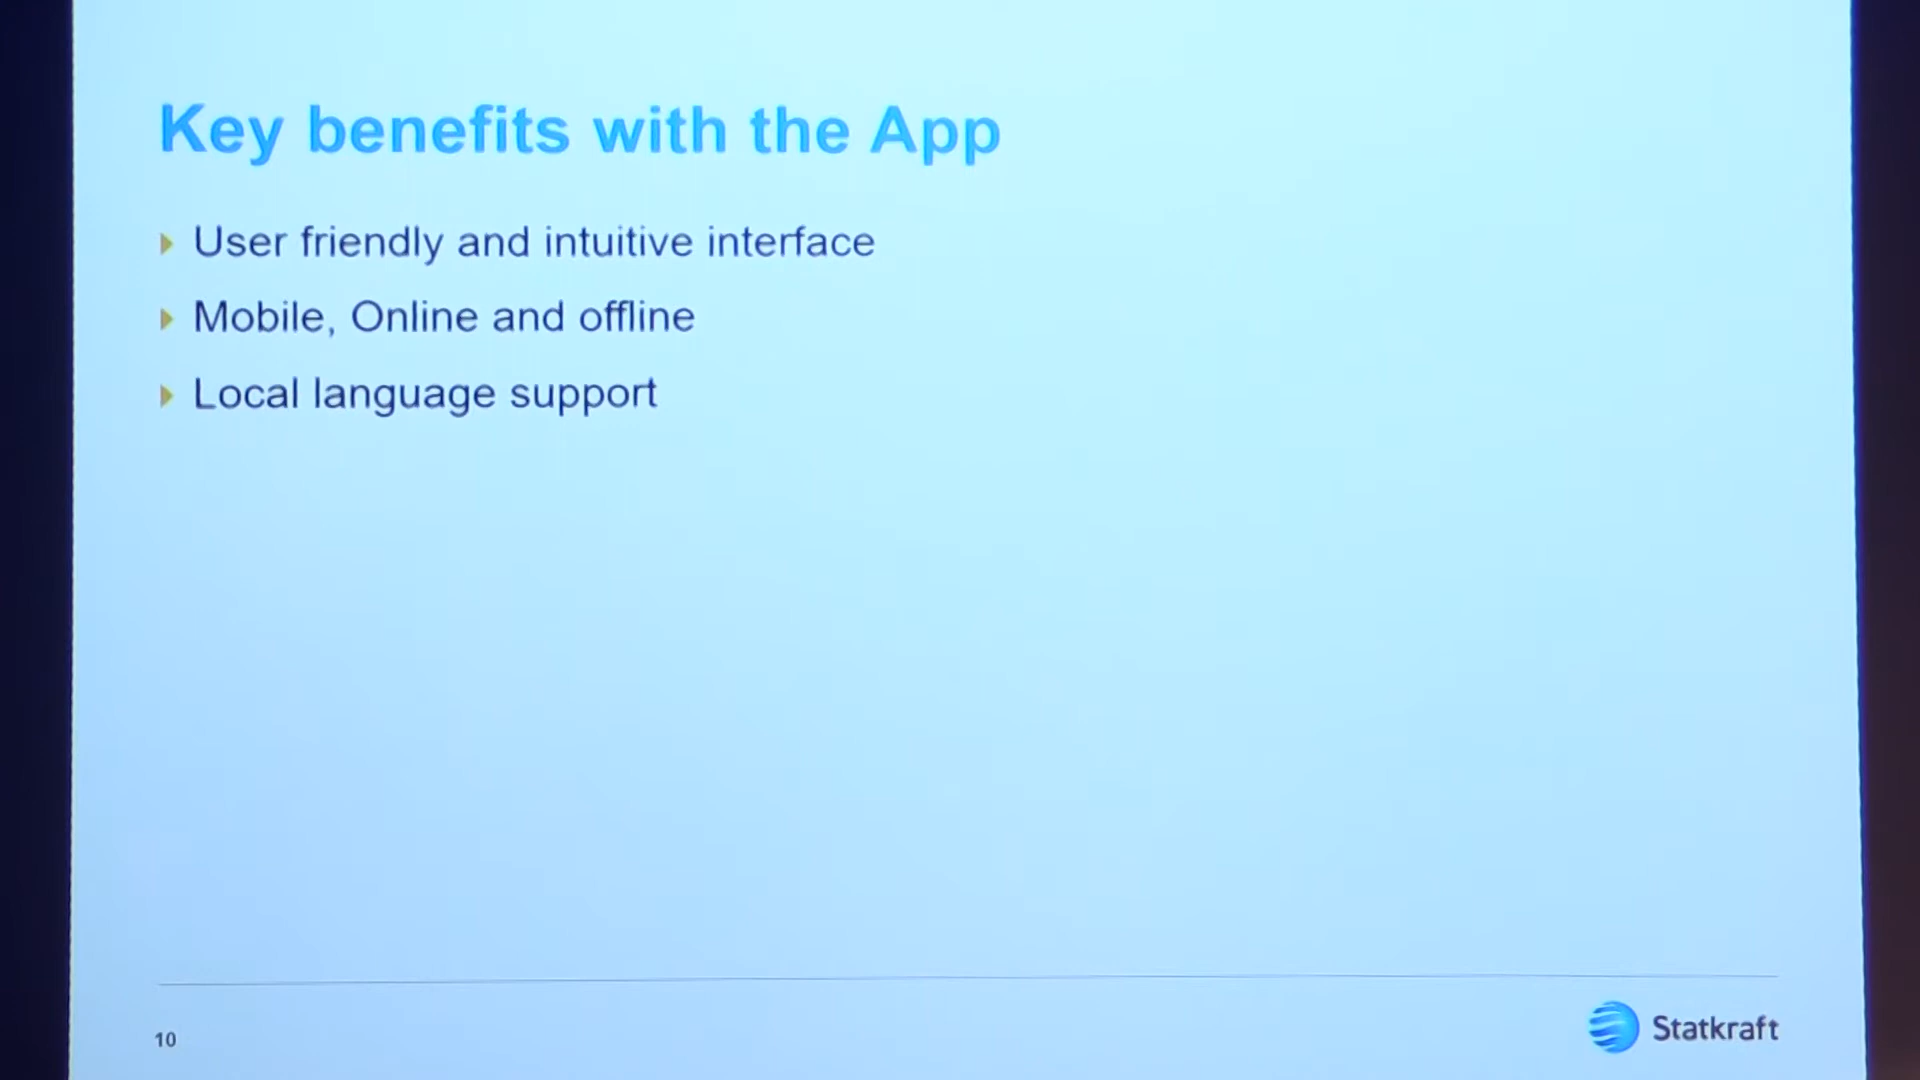 Key benefits with the App
User friendly and intuitive interface
Mobile, Online and offline
Local language support
10
Statkraft